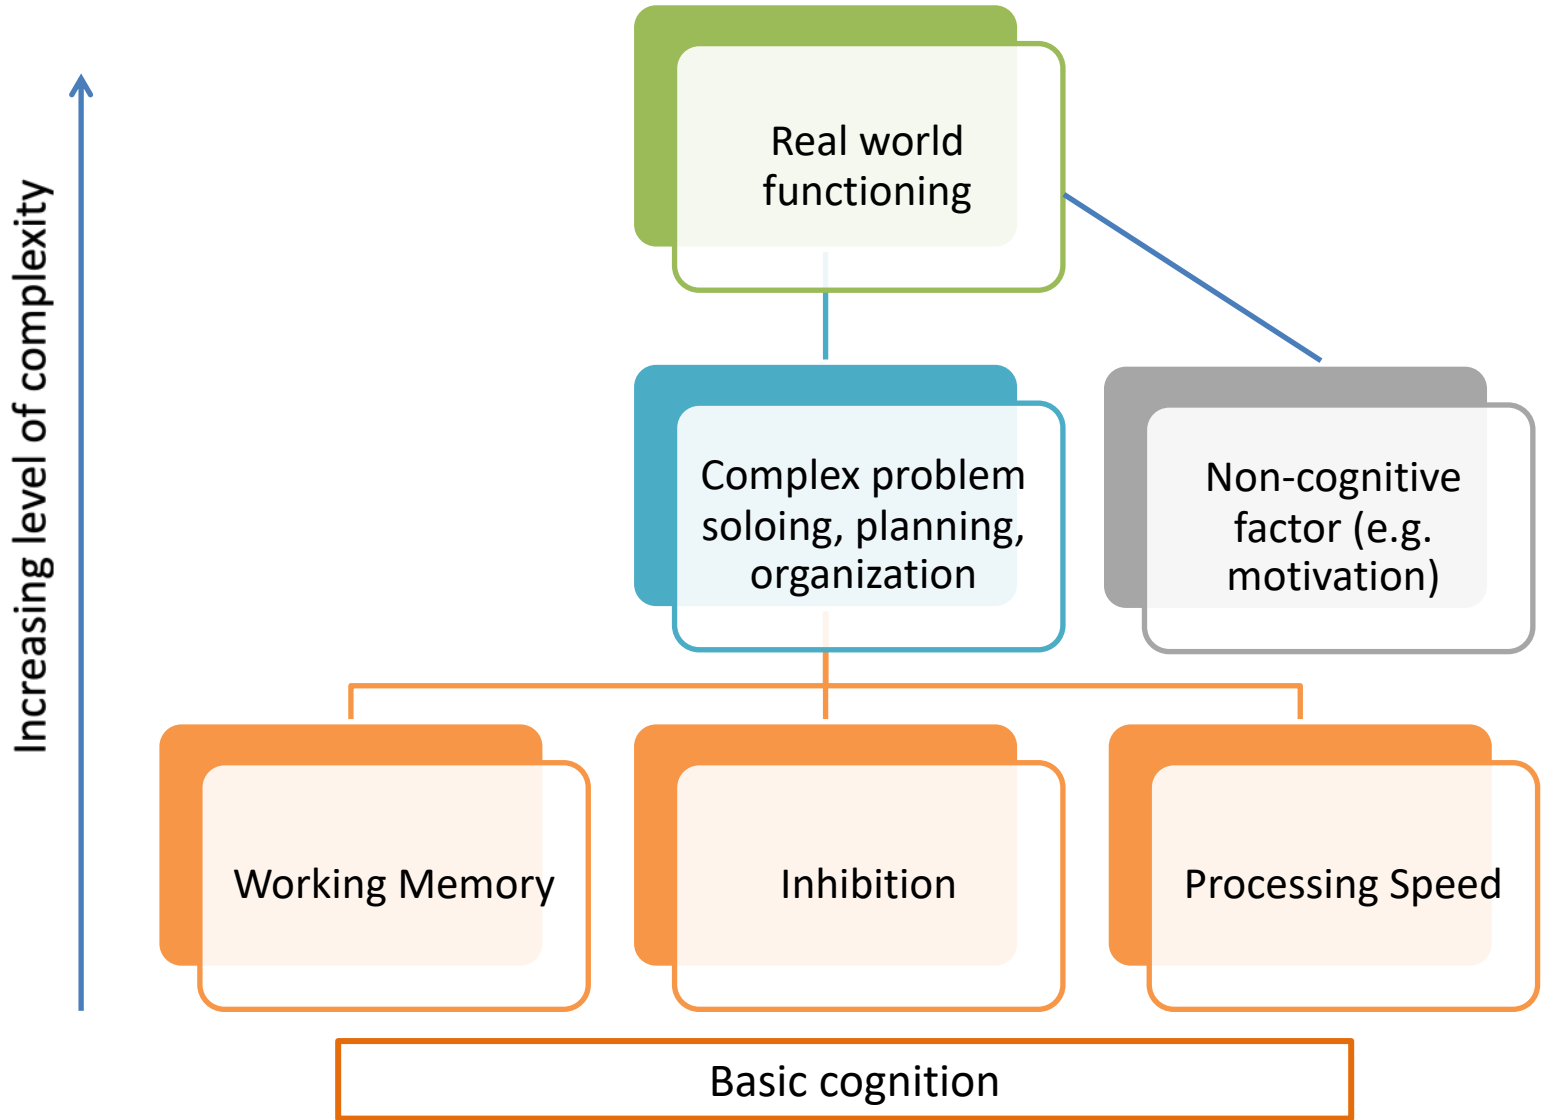 Increasing level of complexity
Real world
functioning
Complex problem
soloing, planning,
organization
Non-cognitive
factor (e.g.
motivation)
Working Memory
Inhibition
Processing Speed
Basic cognition